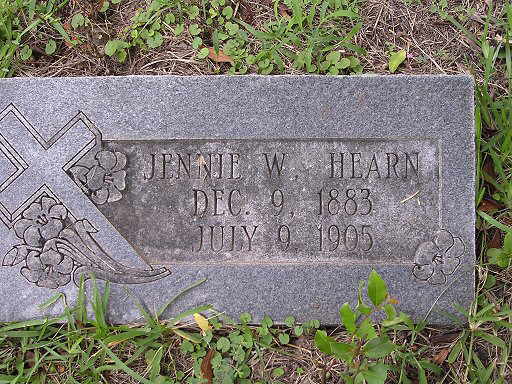 JENNIE W. HEARN
DEC. 9, 1883
JULY 9, 1905